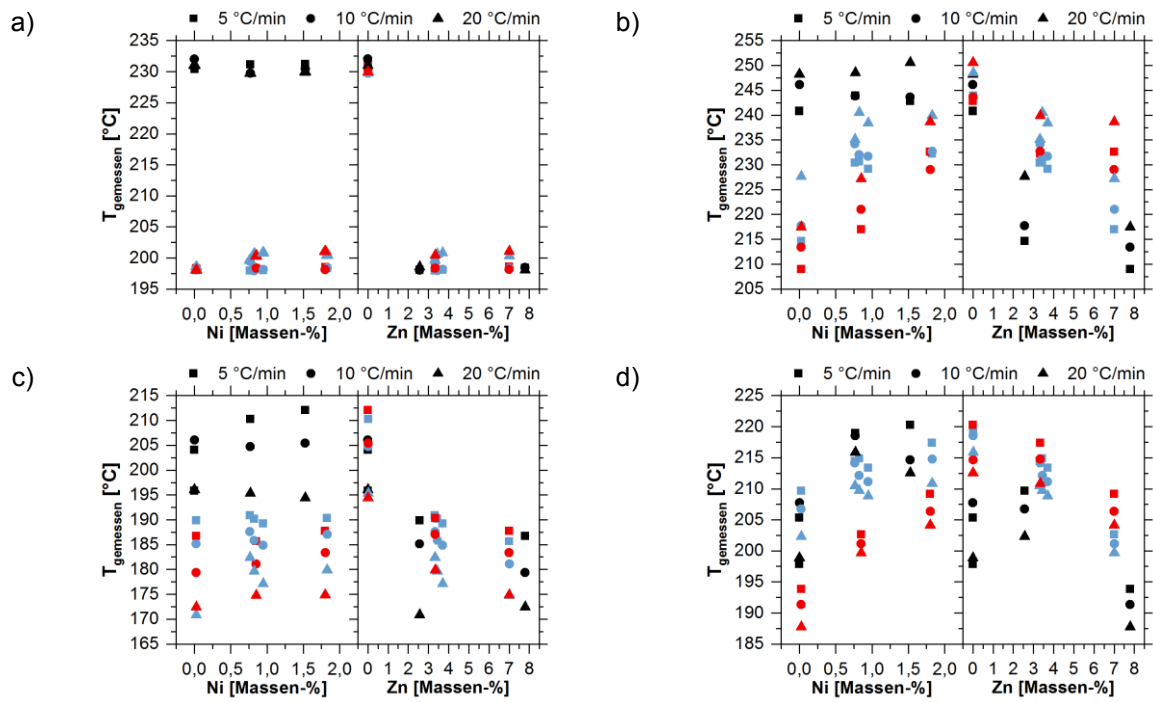 a)
■ 5 °C/min ● 10 °C/min ▲ 20 °C/min
T gemessen [°C]
235
230
225
220
215
210
205
200
195
0,0 0,5 1,0 1,5 2,0 0 1 2 3 4 5 6 7 8
Ni [Massen-%] Zn [Massen-%]
b)
■ 5 °C/min ● 10 °C/min ▲ 20 °C/min
T gemessen [°C]
255
250
245
240
235
230
225
220
215
210
205
0,0 0,5 1,0 1,5 2,0 0 1 2 3 4 5 6 7 8
Ni [Massen-%] Zn [Massen-%]
c)
■ 5 °C/min ● 10 °C/min ▲ 20 °C/min
T gemessen [°C]
215
210
205
200
195
190
185
180
175
170
165
0,0 0,5 1,0 1,5 2,0 0 1 2 3 4 5 6 7 8
Ni [Massen-%] Zn [Massen-%]
d)
■ 5 °C/min ● 10 °C/min ▲ 20 °C/min
T gemessen [°C]
220
215
210
205
200
195
190
185
0,0 0,5 1,0 1,5 2,0 0 1 2 3 4 5 6 7 8
Ni [Massen-%] Zn [Massen-%]